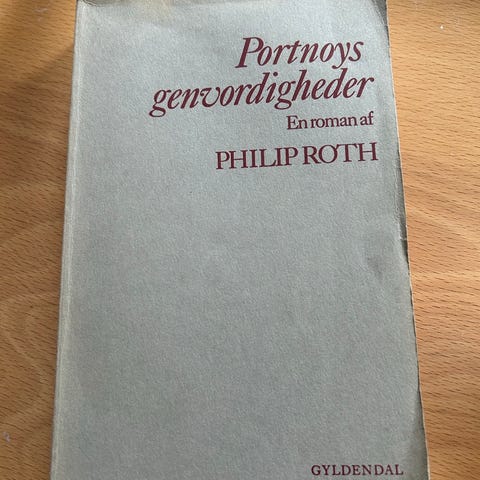 Portnoys
genvordigheder
En roman af
PHILIP ROTH
GYLDENDAL